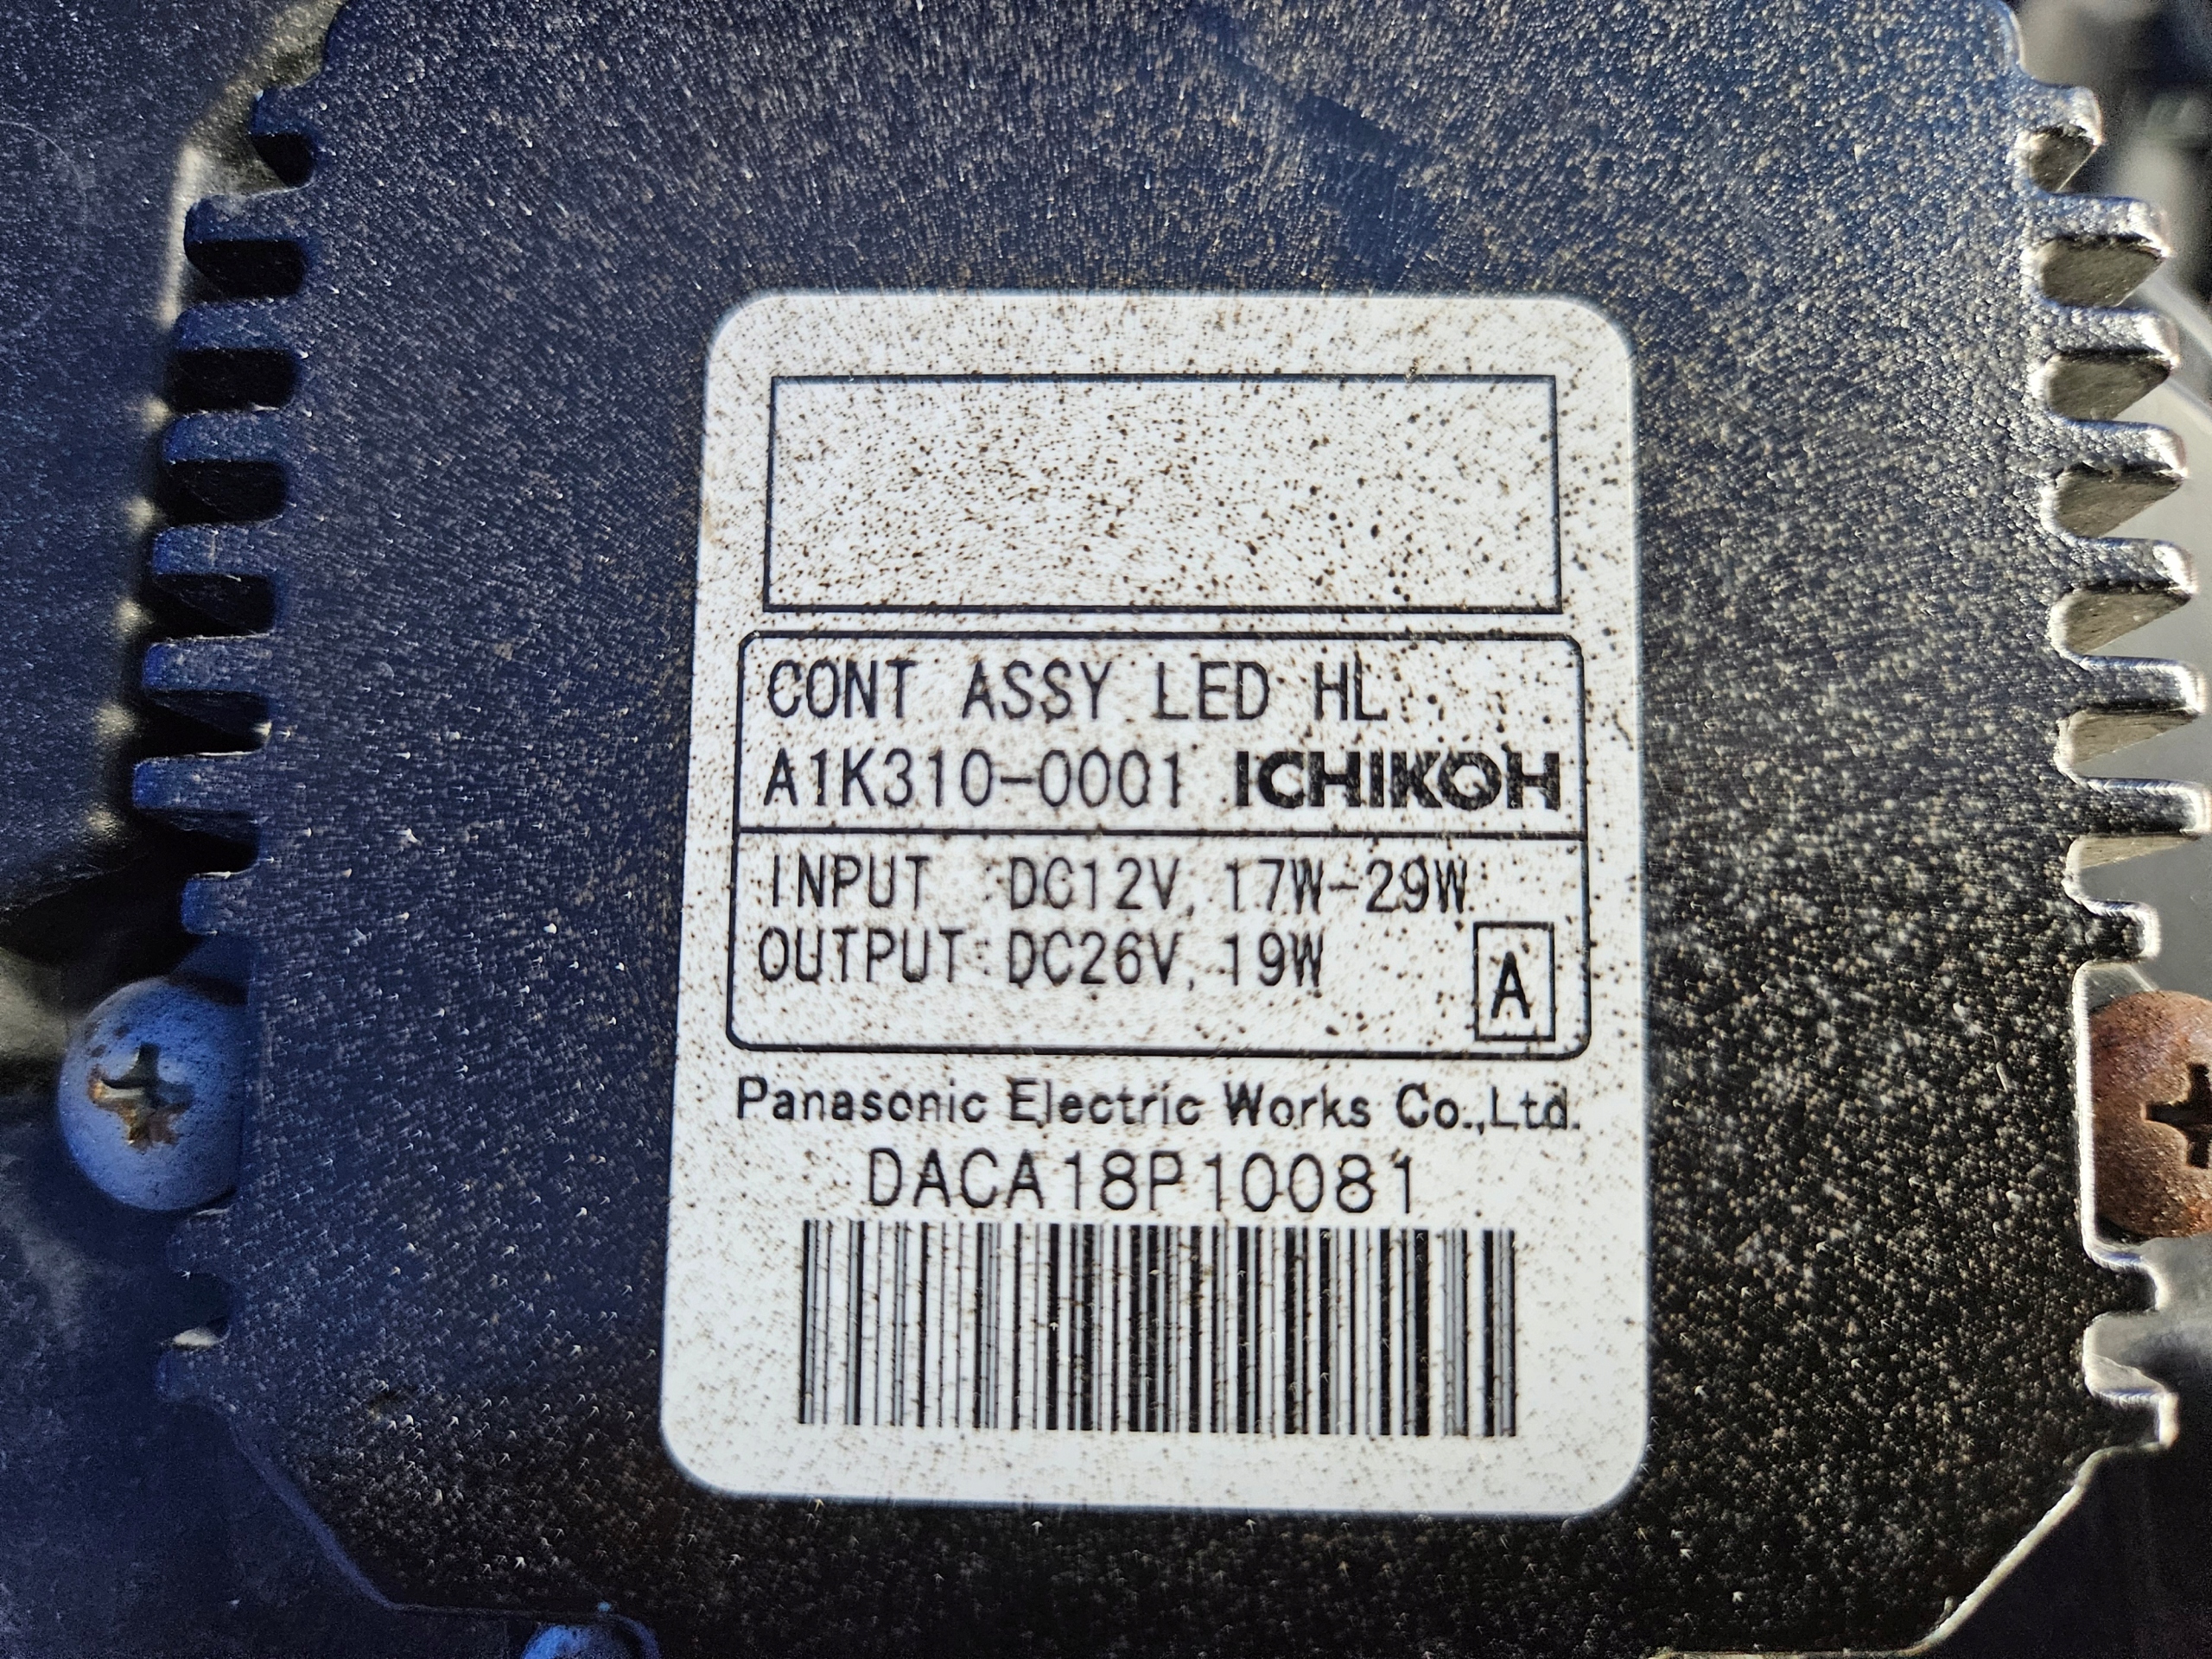 CONT ASSY LED HL
A1K310-0001 ICHIKOH
INPUT : DC12V, 17W-29W
OUTPUT: DC26V, 19W
A
Panasonic Electric Works Co.,Ltd.
DACA18P10081